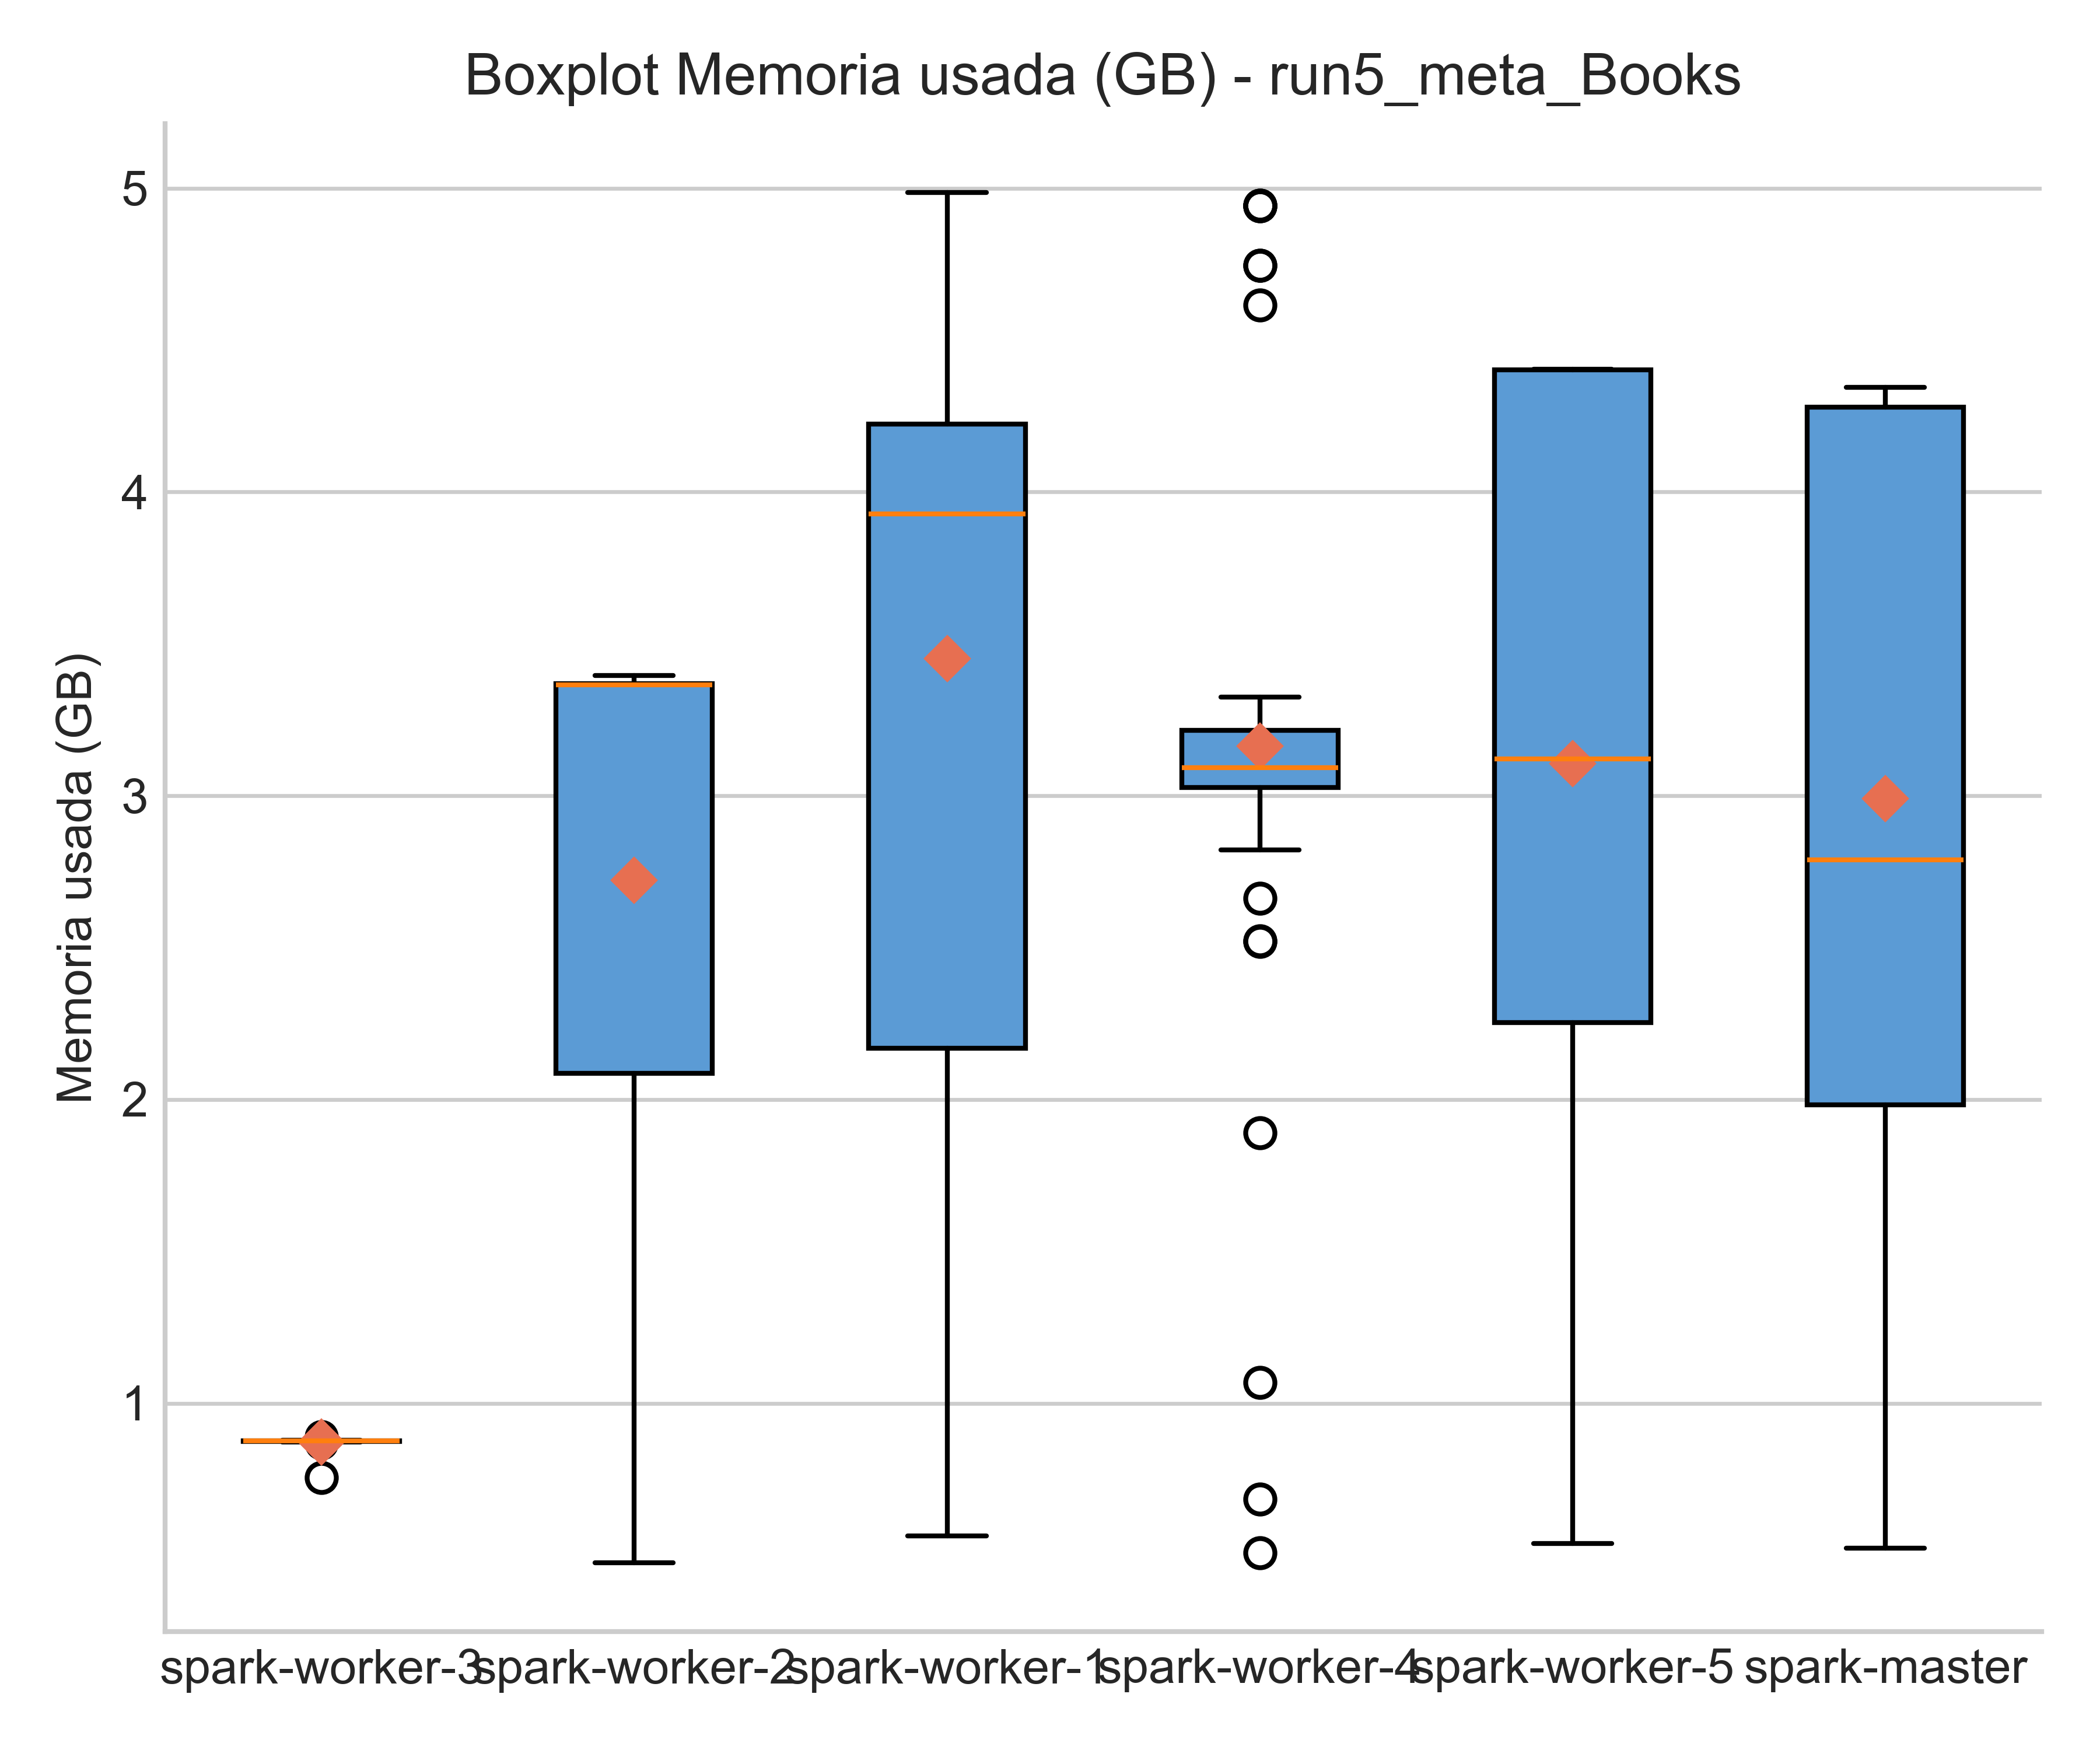 Boxplot Memoria usada (GB) - run5_meta_Books
Memoria usada (GB)
5
4
3
2
1
spark-worker-3 spark-worker-2 spark-worker-1 spark-worker-4 spark-worker-5 spark-master